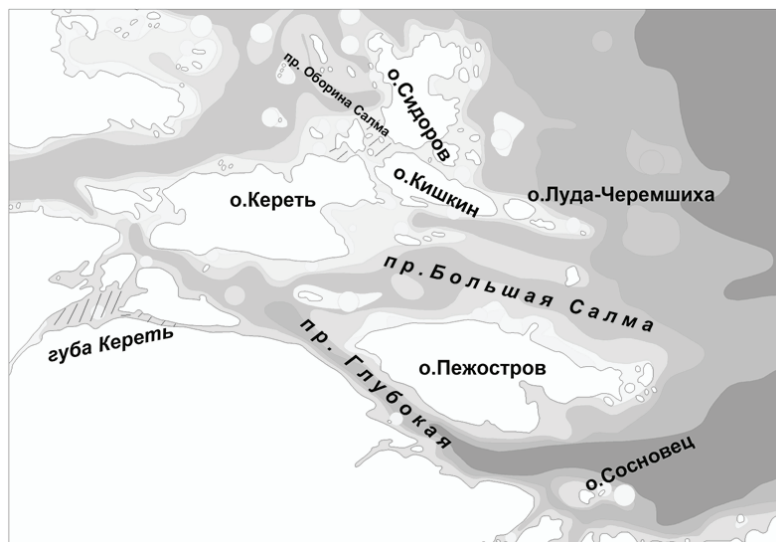 пр. Оборина Салма
о.Сидоров
о.Кишкин
о.Луда-Черемшиха
о.Кереть
пр.Большая Салма
губа Кереть
пр. Глубокая
о.Пежостров
о.Сосновец